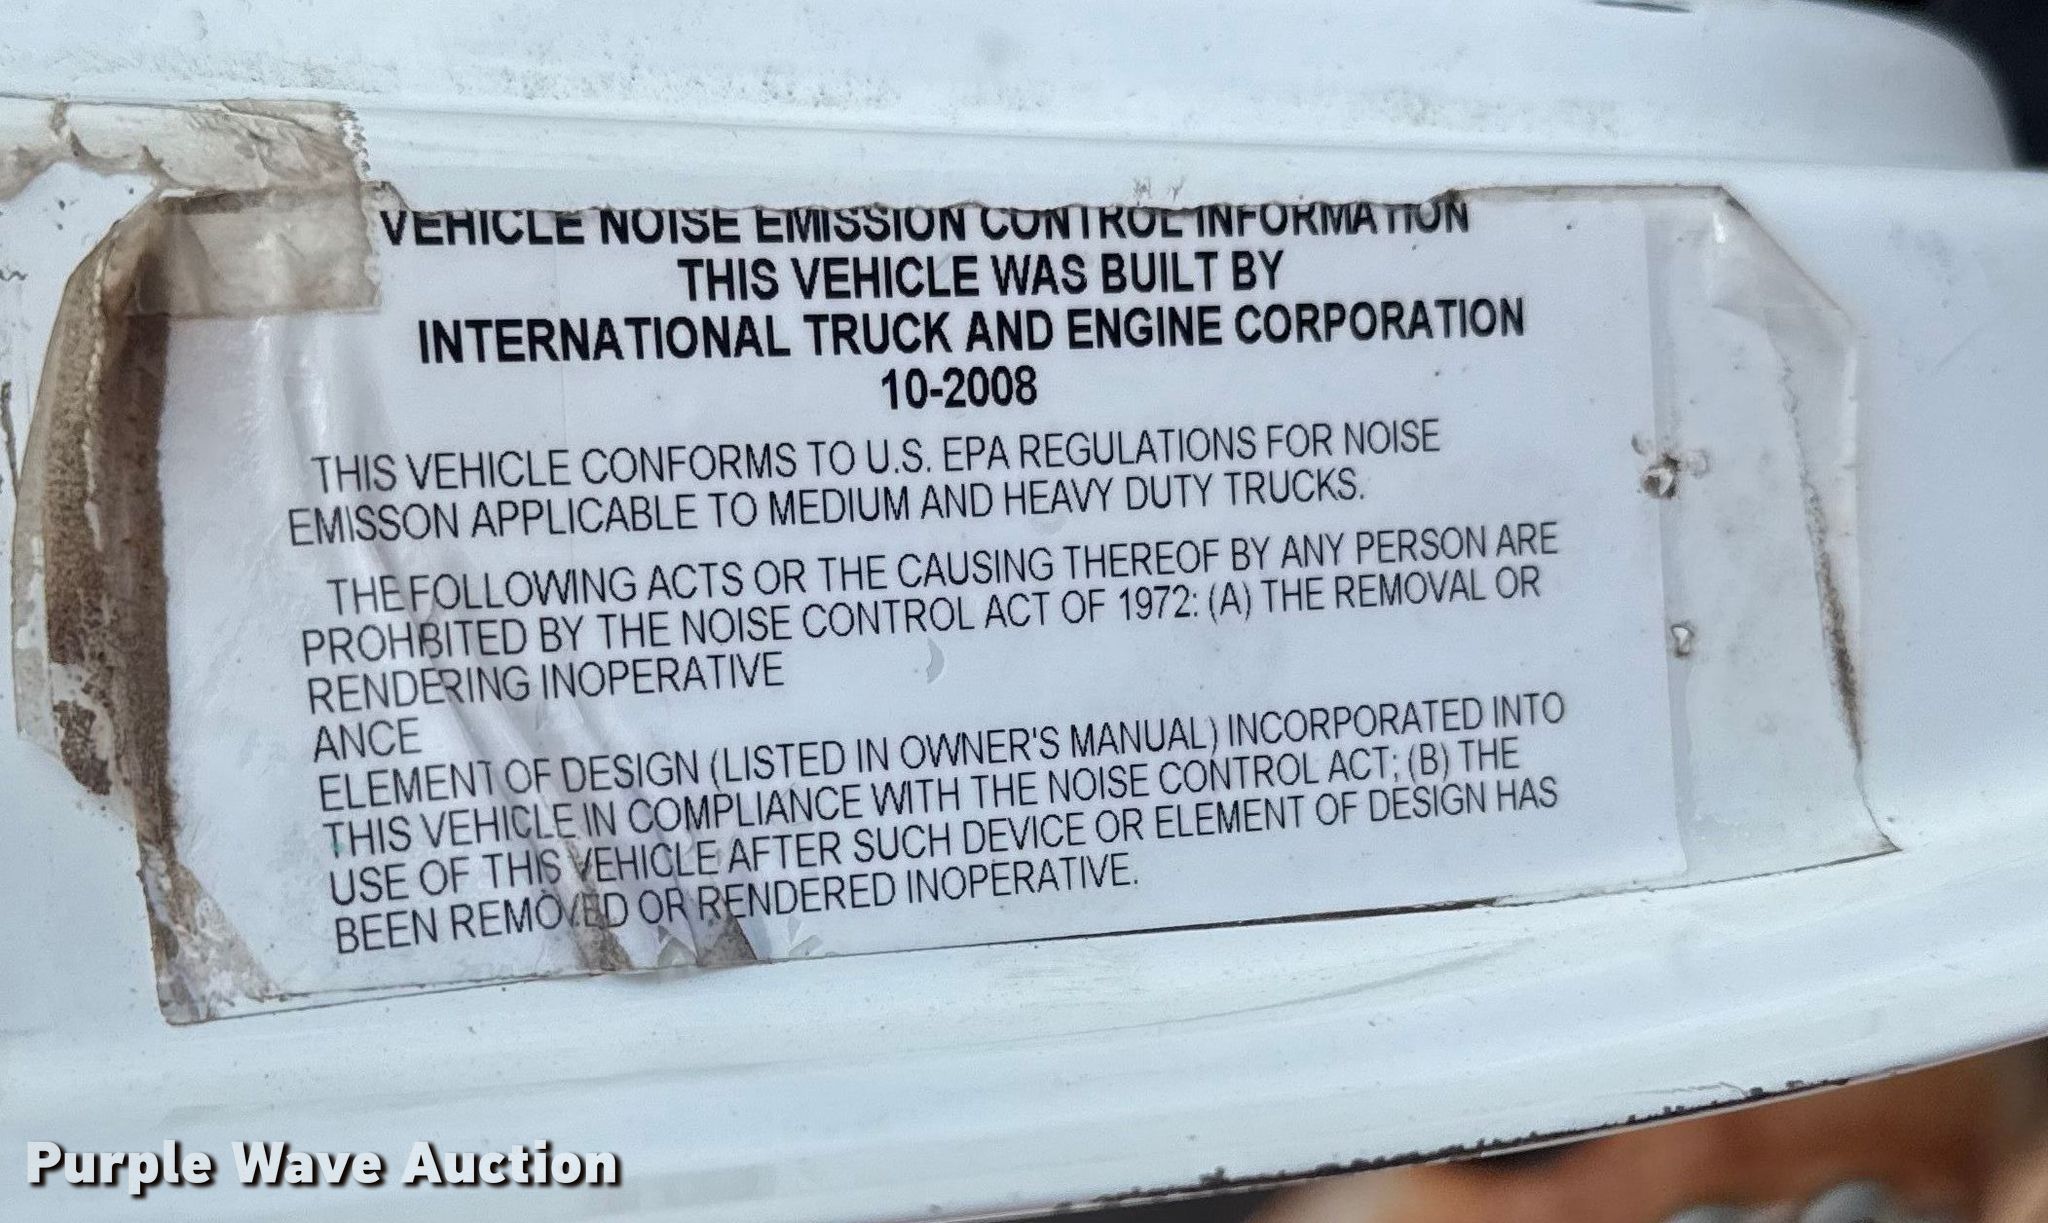 VEHICLE NOISE EMISSION CONTROL INFORMATION
THIS VEHICLE WAS BUILT BY
INTERNATIONAL TRUCK AND ENGINE CORPORATION
10-2008
THIS VEHICLE CONFORMS TO U.S. EPA REGULATIONS FOR NOISE
EMISSON APPLICABLE TO MEDIUM AND HEAVY DUTY TRUCKS.
THE FOLLOWING ACTS OR THE CAUSING THEREOF BY ANY PERSON ARE
PROHIBITED BY THE NOISE CONTROL ACT OF 1972: (A) THE REMOVAL OR
RENDERING INOPERATIVE
ANCE
ELEMENT OF DESIGN (LISTED IN OWNER'S MANUAL) INCORPORATED INTO
THIS VEHICLE IN COMPLIANCE WITH THE NOISE CONTROL ACT; (B) THE
USE OF THIS VEHICLE AFTER SUCH DEVICE OR ELEMENT OF DESIGN HAS
BEEN REMOVED OR RENDERED INOPERATIVE.
Purple Wave Auction